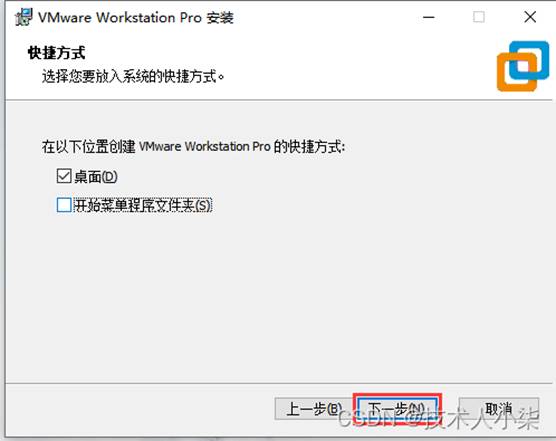 VMware Workstation Pro 安装
快捷方式
选择您要放入系统的快捷方式。
在以下位置创建 VMware Workstation Pro 的快捷方式:
桌面(D)
开始菜单程序文件夹(S)
上一步(B) 下一步(N) 取消
CSDN @技术人小柒